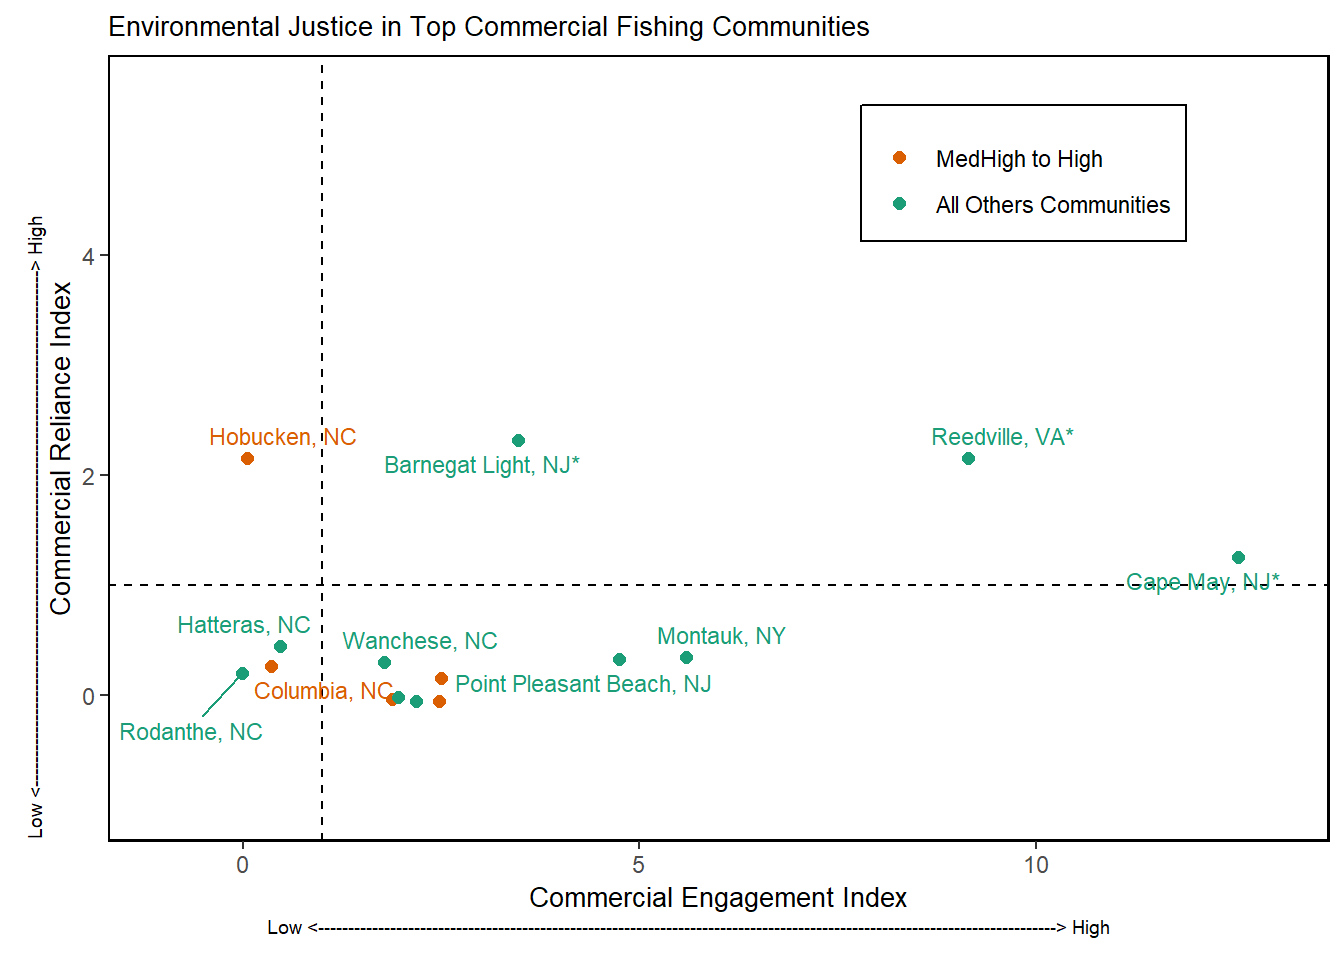 Environmental Justice in Top Commercial Fishing Communities
MedHigh to High
All Others Communities
4
2
0
Low <--------------------------------------------------------------------------------------> High
Commercial Reliance Index
Hobucken, NC
Barnegat Light, NJ*
Reedville, VA*
Cape May, NJ*
Hatteras, NC
Wanchese, NC
Montauk, NY
Columbia, NC
Point Pleasant Beach, NJ
Rodanthe, NC
0
5
10
Commercial Engagement Index
Low <---------------------------------------------------------------------------------------------------------------------------> High